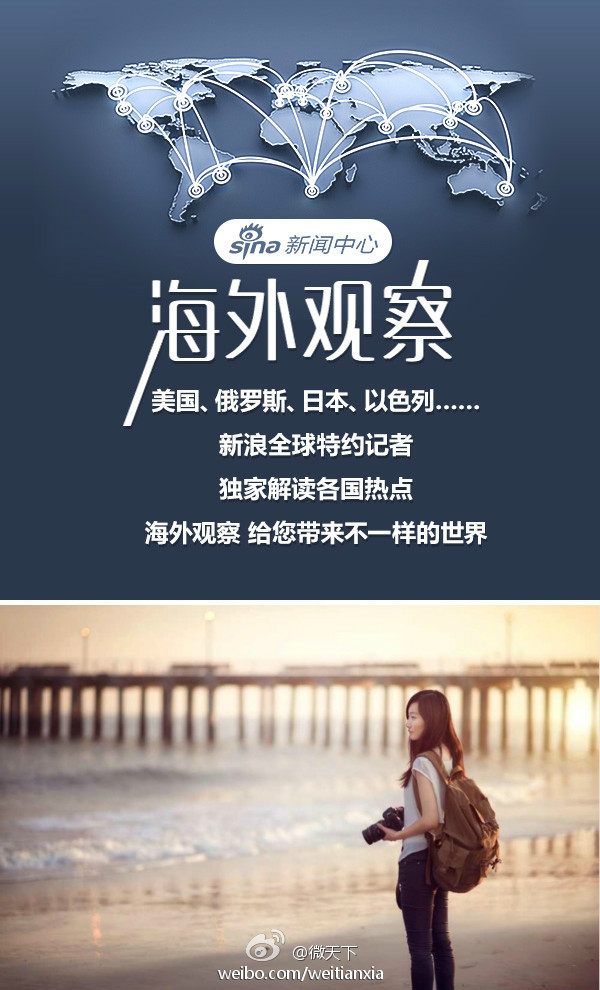 sina 新闻中心
海外观察
美国、俄罗斯、日本、以色列……
新浪全球特约记者
独家解读各国热点
海外观察 给您带来不一样的世界
@微天下
weibo.com/weitianxia